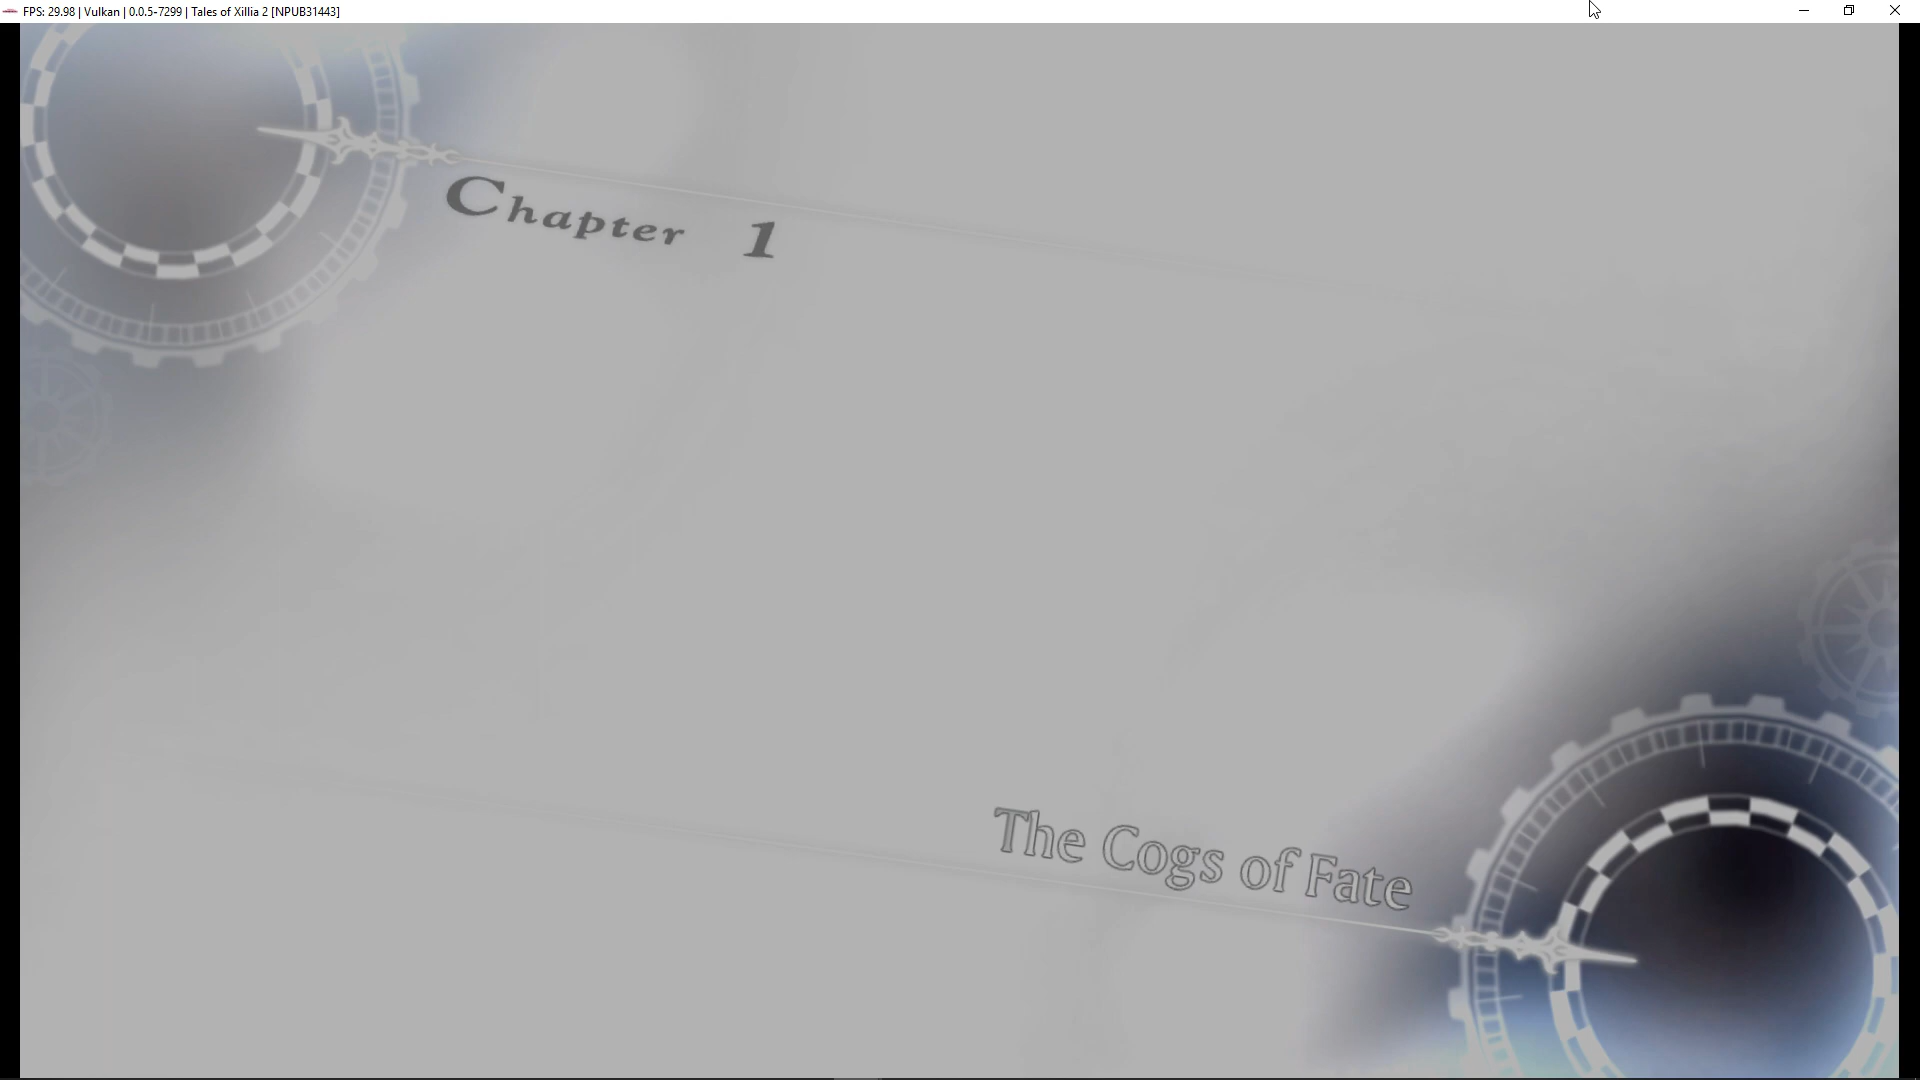 FPS: 29.98 | Vulkan | 0.0.5-7299 | Tales of Xillia 2 [NPUB31443]
Chapter 1
The Cogs of Fate